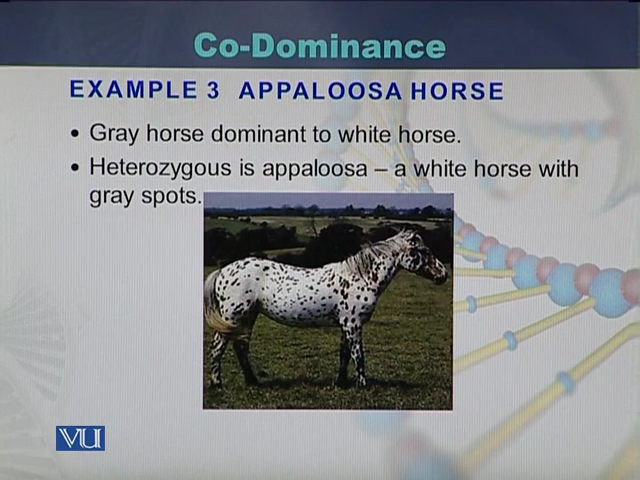 Co-Dominance
EXAMPLE 3 APPALOOSA HORSE
• Gray horse dominant to white horse.
• Heterozygous is appaloosa – a white horse with
gray spots.
VU